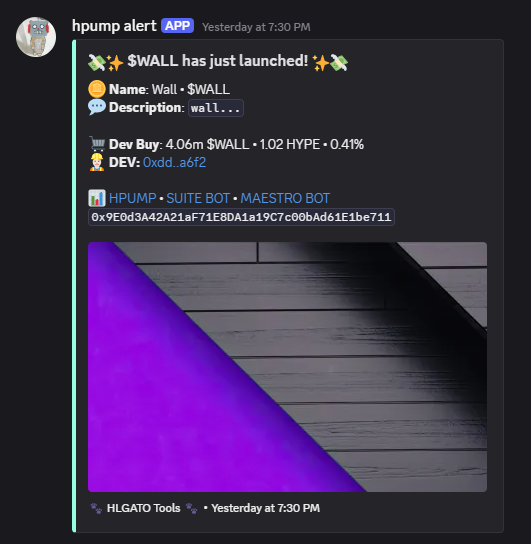 hpump alert APP Yesterday at 7:30 PM
💸✨ $WALL has just launched! ✨💸
🪙 Name: Wall • $WALL
💬 Description: wall...
🛒 Dev Buy: 4.06m $WALL • 1.02 HYPE • 0.41%
👷 DEV: 0xdd..a6f2
📊 HPUMP • SUITE BOT • MAESTRO BOT
0x9E0d3A42A21aF71E8DA1a19C7c00bAd61E1be711
🐾 HLGATO Tools 🐾 • Yesterday at 7:30 PM